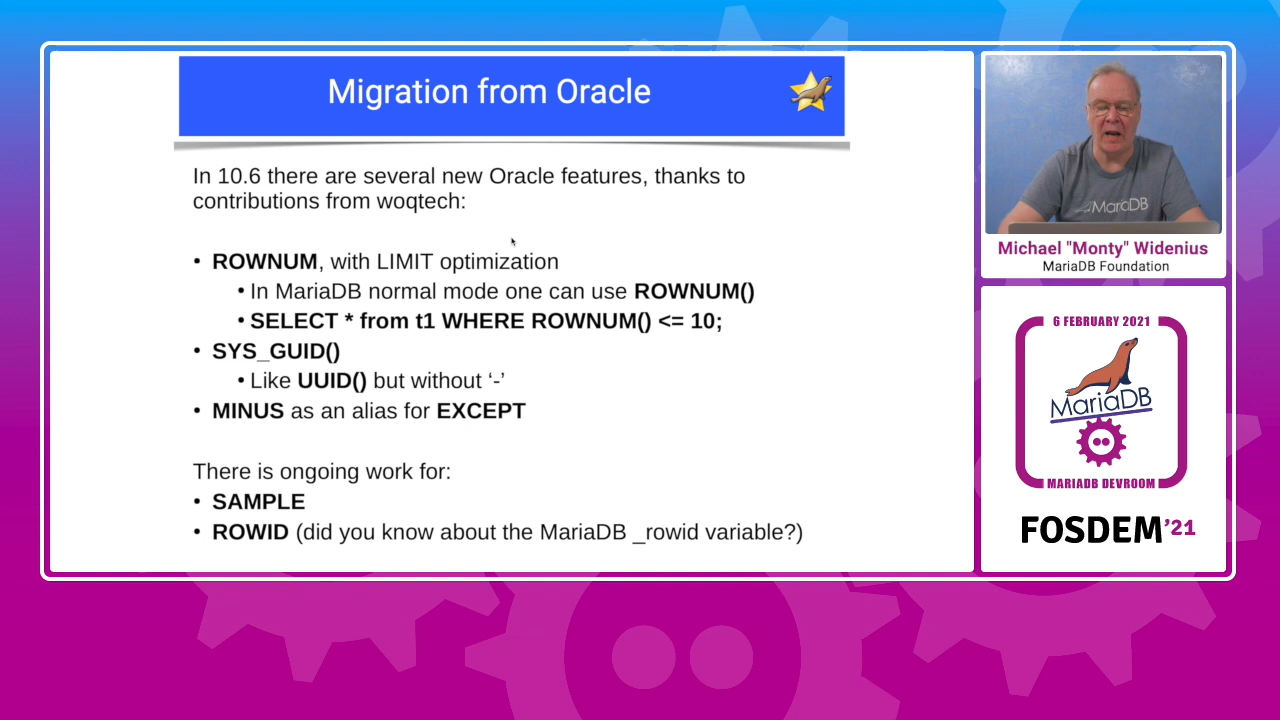 Migration from Oracle
In 10.6 there are several new Oracle features, thanks to
contributions from woqtech:
• ROWNUM, with LIMIT optimization
• In MariaDB normal mode one can use ROWNUM()
• SELECT * from t1 WHERE ROWNUM() <= 10;
• SYS_GUID()
• Like UUID() but without ‘-’
• MINUS as an alias for EXCEPT
There is ongoing work for:
• SAMPLE
• ROWID (did you know about the MariaDB _rowid variable?)
MariaDB
Michael "Monty" Widenius
MariaDB Foundation
6 FEBRUARY 2021
MariaDB
MARIADB DEVROOM
FOSDEM’21